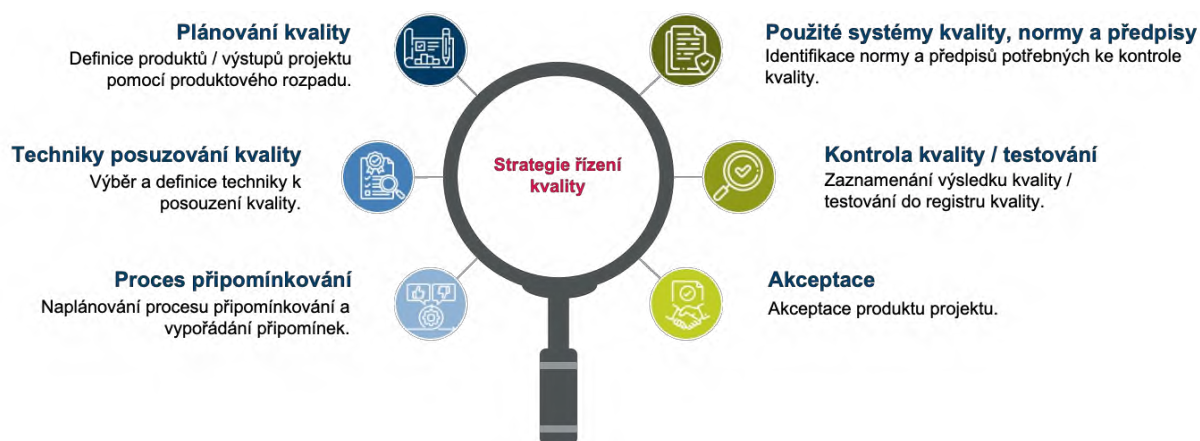 Plánování kvality
Definice produktů / výstupů projektu
pomocí produktového rozpadu.
Použité systémy kvality, normy a předpisy
Identifikace normy a předpisů potřebných ke kontrole
kvality.
Techniky posuzování kvality
Výběr a definice techniky k
posouzení kvality.
Strategie řízení
kvality
Kontrola kvality / testování
Zaznamenání výsledku kvality /
testování do registru kvality.
Proces připomínkování
Naplánování procesu připomínkování a
vypořádání připomínek.
Akceptace
Akceptace produktu projektu.